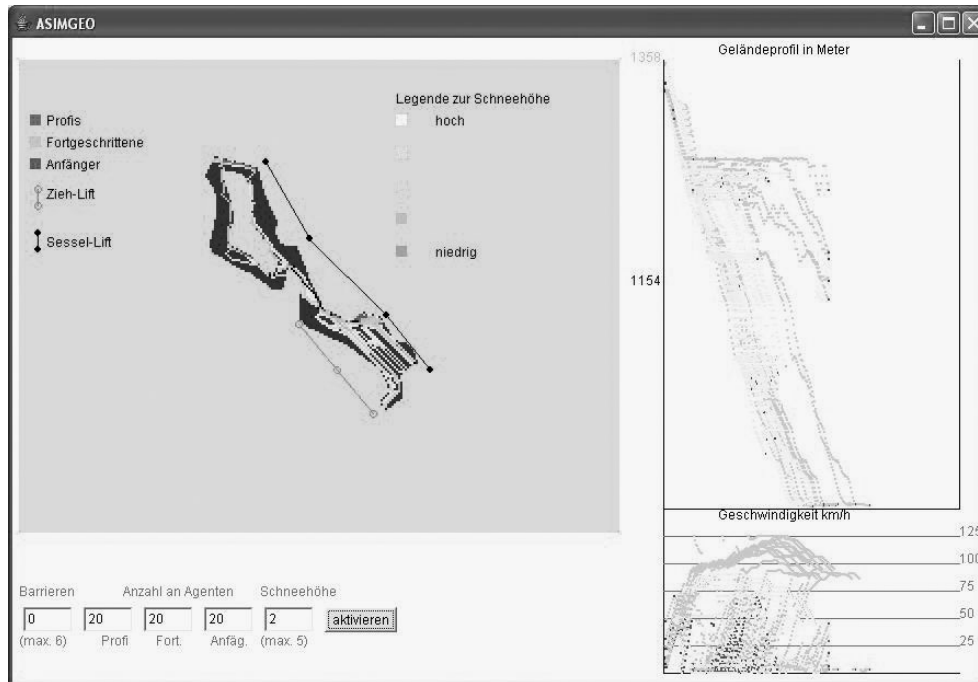 ASIMGEO
Legende zur Schneehöhe
hoch
niedrig
Profis
Fortgeschrittene
Anfänger
Zieh-Lift
Sessel-Lift
Geländeprofil in Meter
1358
1154
Geschwindigkeit km/h
125
100
75
50
25
Barrieren
Anzahl an Agenten
Schneehöhe
0
20
20
20
2
aktivieren
(max. 6)
Profi
Fort.
Anfäg.
(max. 5)